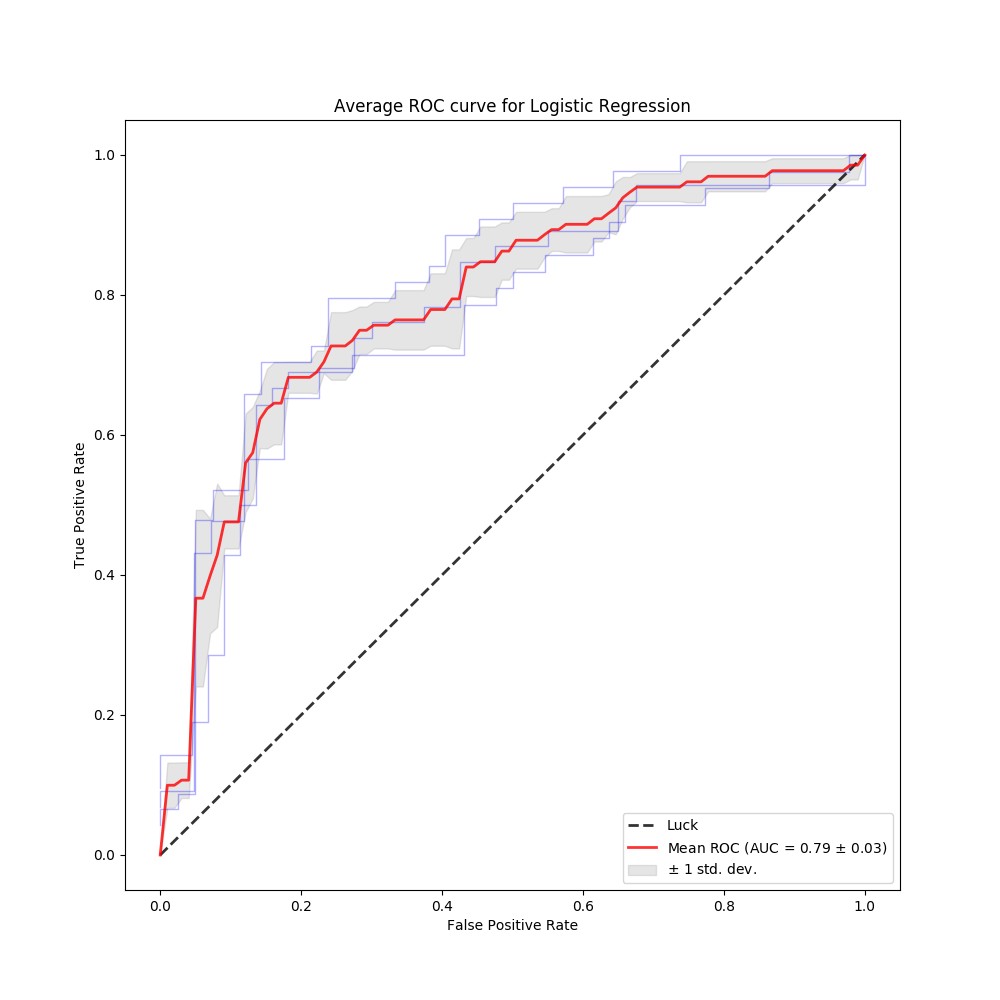 Average ROC curve for Logistic Regression
1.0
0.8
0.6
0.4
0.2
0.0
True Positive Rate
0.0 0.2 0.4 0.6 0.8 1.0
False Positive Rate
Luck
Mean ROC (AUC = 0.79 ± 0.03)
± 1 std. dev.